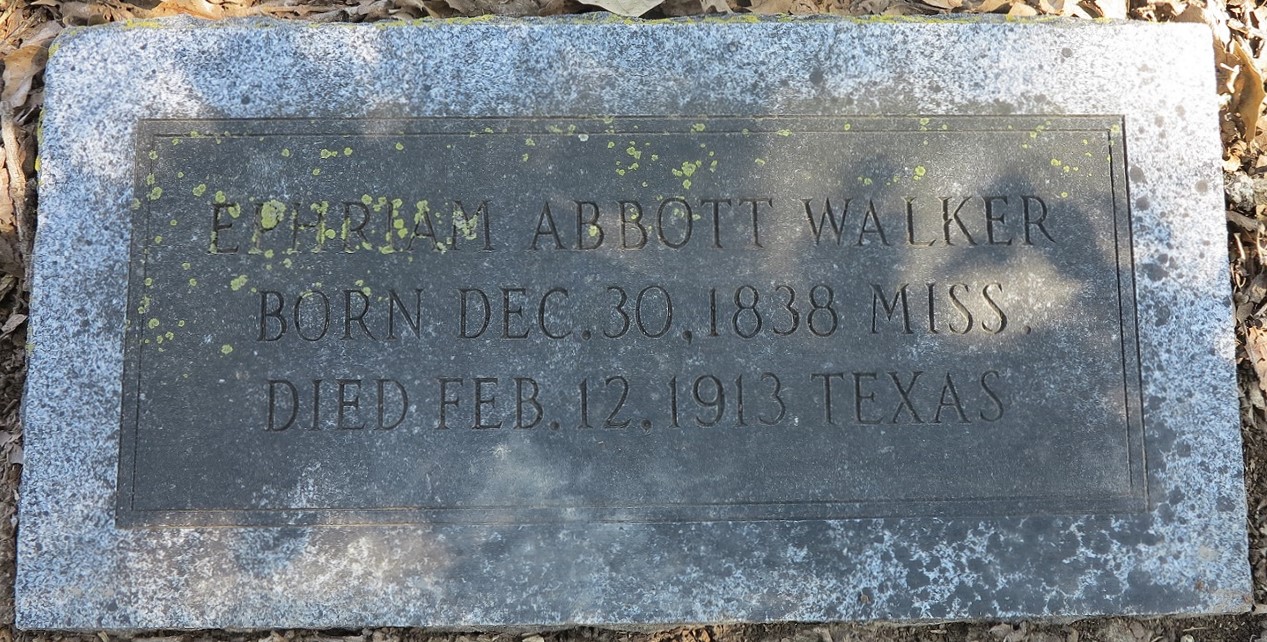 EPHRIAM ABBOTT WALKER
BORN DEC. 30, 1838 MISS.
DIED FEB. 12. 1913 TEXAS